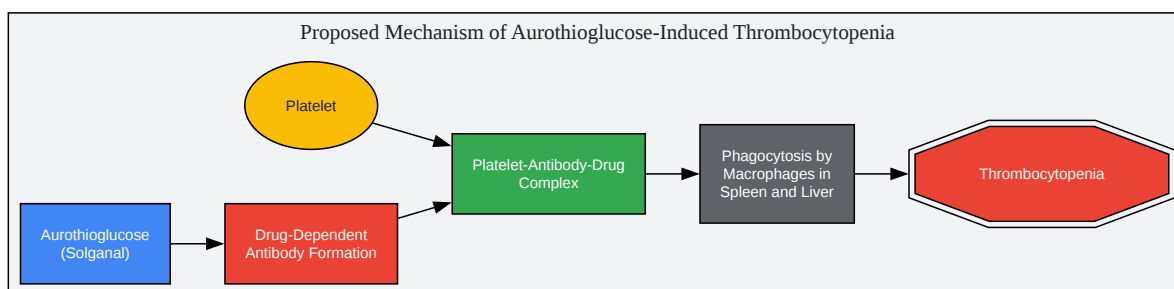 Proposed Mechanism of Aurothioglucose-Induced Thrombocytopenia
Platelet
Aurothioglucose
(Solganal)
Drug-Dependent
Antibody Formation
Platelet-Antibody-Drug
Complex
Phagocytosis by
Macrophages in
Spleen and Liver
Thrombocytopenia